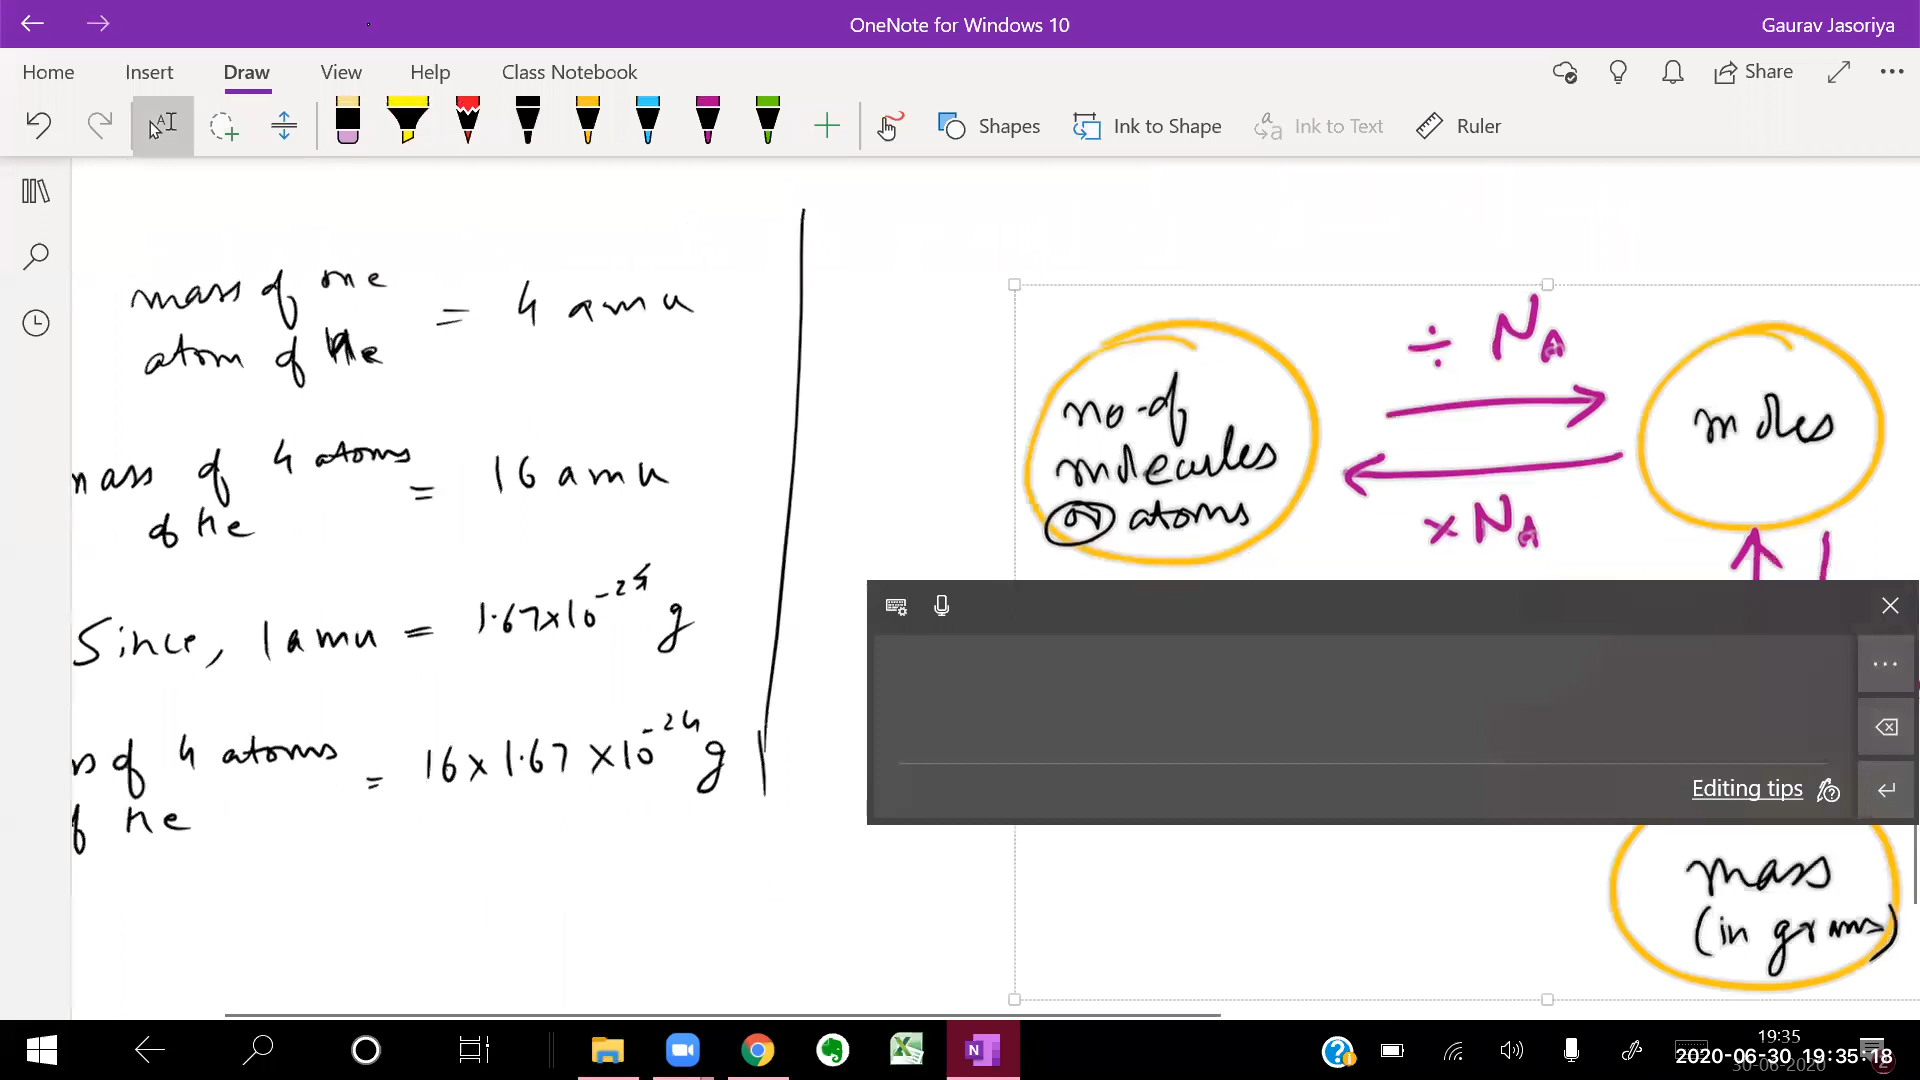 OneNote for Windows 10
Gaurav Jasoriya
Home Insert Draw View Help Class Notebook
Share
Shapes Ink to Shape Ink to Text Ruler
mass of one
atom of He = 4 amu
mass of 4 atoms
of he = 16 amu
Since, 1 amu = 1.67×10⁻²⁴ g
s of 4 atoms
of he = 16 × 1.67 × 10⁻²⁴ g
no. of
molecules
or atoms
÷ NA
× NA
moles
Editing tips
mass
(in grams)
19:35
2020-06-30 19:35:18
30-06-2020